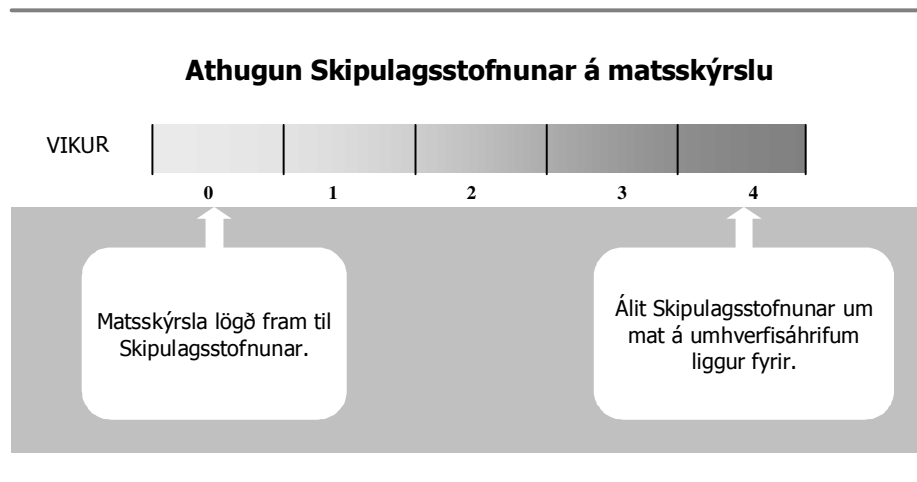 Athugun Skipulagsstofnunar á matsskýrslu
VIKUR
0 1 2 3 4
Matsskýrsla lögð fram til
Skipulagsstofnunar.
Álit Skipulagsstofnunar um
mat á umhverfisáhrifum
liggur fyrir.